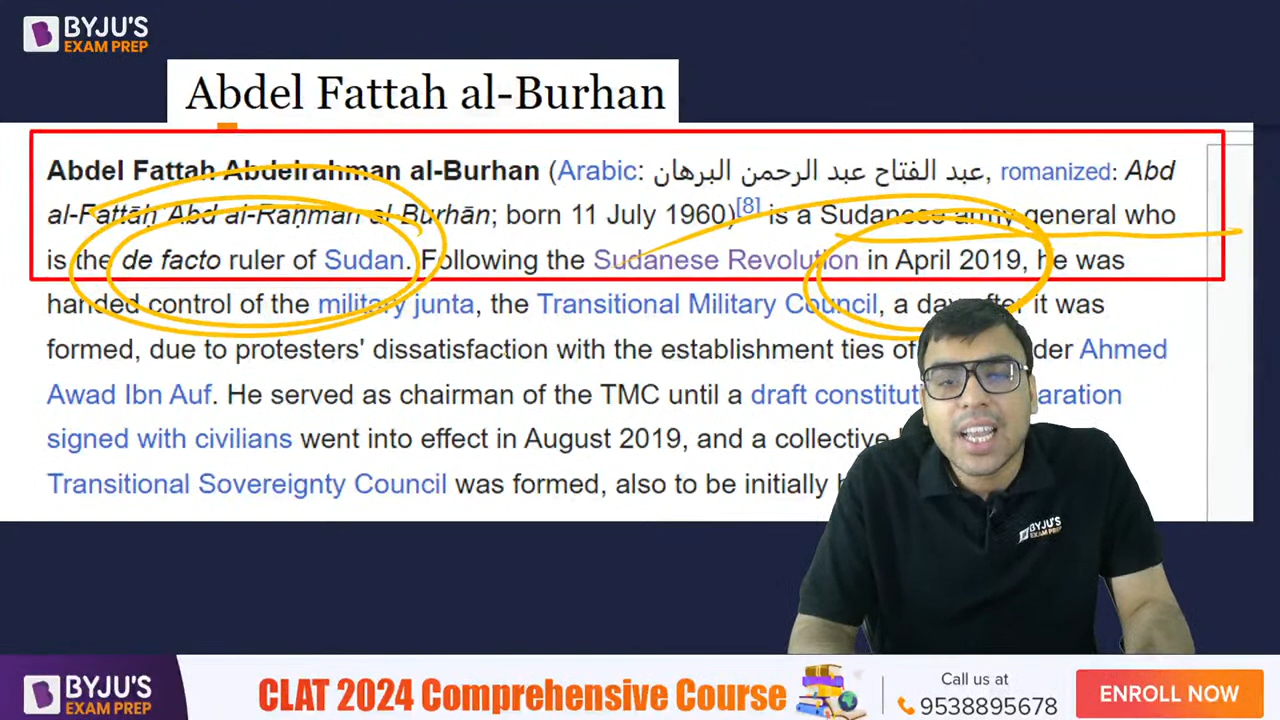 BYJU'S
EXAM PREP
Abdel Fattah al-Burhan
Abdel Fattah Abdelrahman al-Burhan (Arabic: عبد الفتاح عبد الرحمن البرهان, romanized: Abd
al-Fattāḥ ʿAbd al-Raḥmān al-Burhān; born 11 July 1960)[8] is a Sudanese army general who
is the de facto ruler of Sudan. Following the Sudanese Revolution in April 2019, he was
handed control of the military junta, the Transitional Military Council, a day after it was
formed, due to protesters' dissatisfaction with the establishment ties of Ahmed
Awad Ibn Auf. He served as chairman of the TMC until a draft
signed with civilians went into effect in August 2019, and a collective
Transitional Sovereignty Council was formed, also to be initially
BYJU'S
EXAM PREP
BYJU'S
EXAM PREP
CLAT 2024 Comprehensive Course
Call us at
9538895678
ENROLL NOW